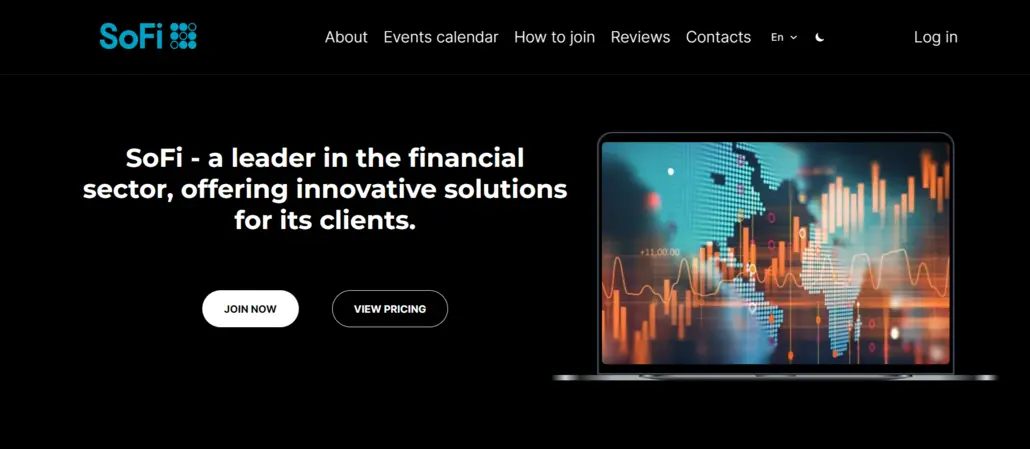 SoFi
About Events calendar How to join Reviews Contacts En Log in
SoFi - a leader in the financial
sector, offering innovative solutions
for its clients.
JOIN NOW VIEW PRICING
+11,00.00